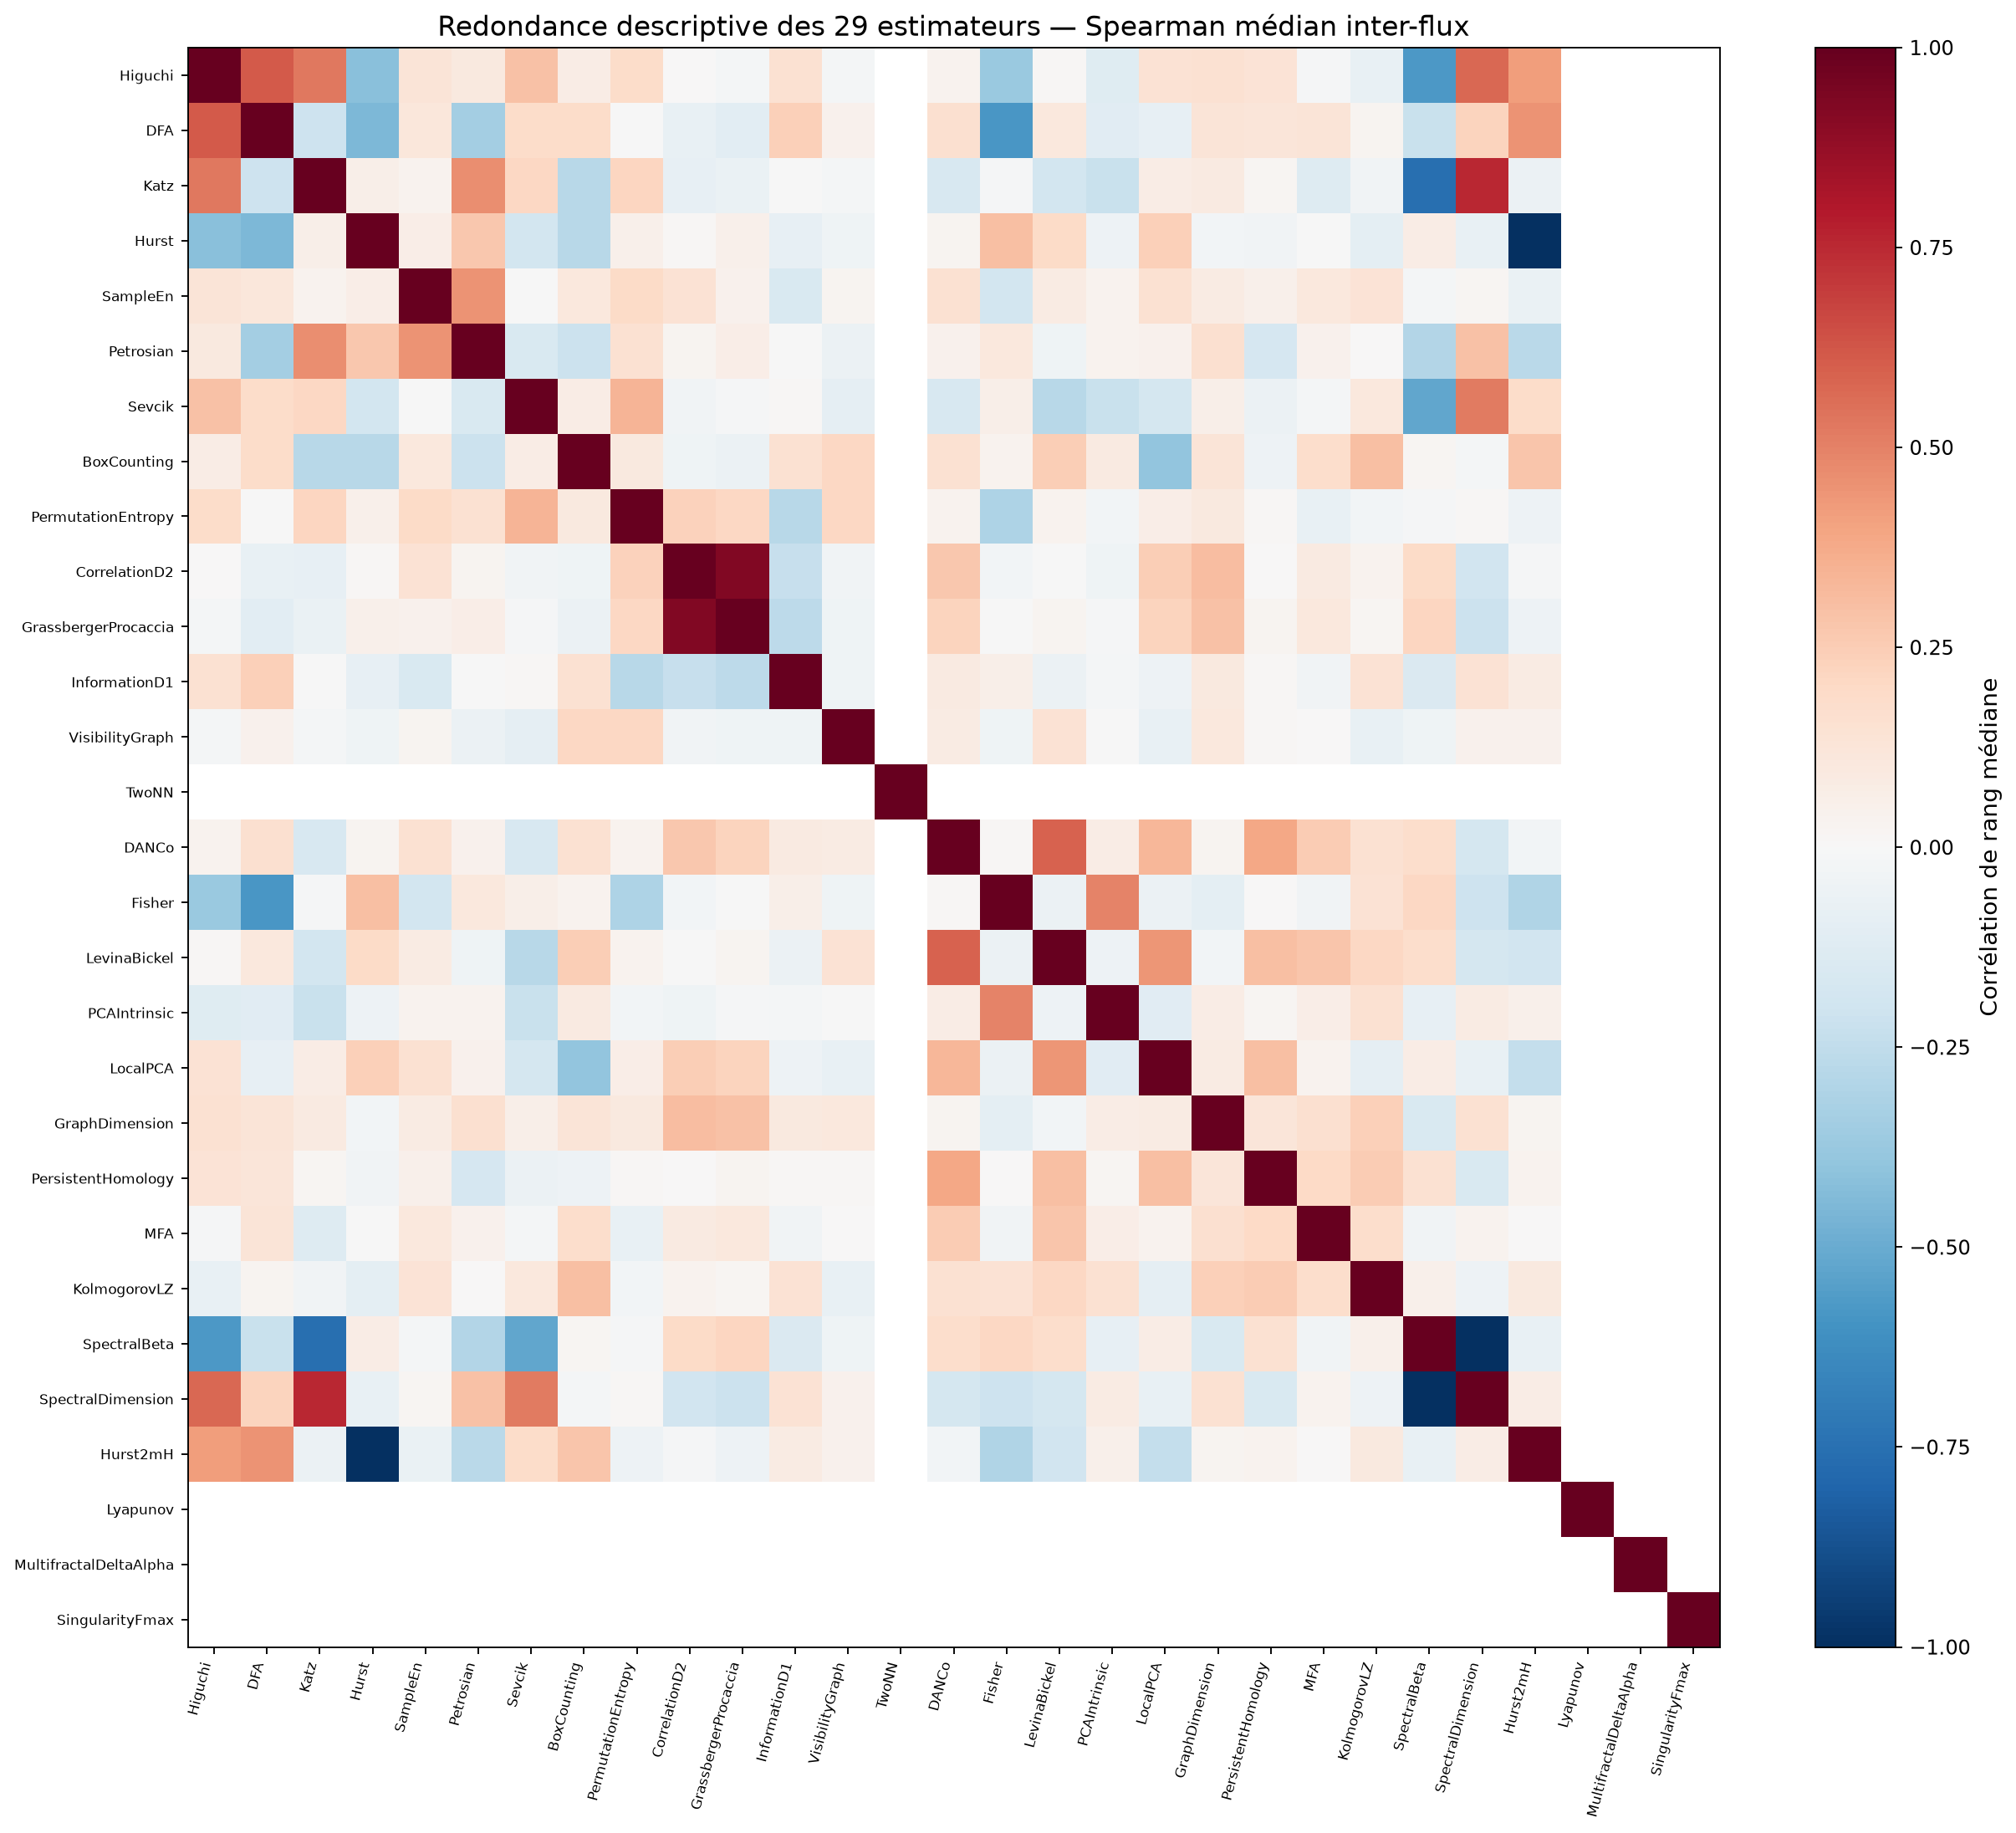 Redondance descriptive des 29 estimateurs — Spearman médian inter-flux
Higuchi
DFA
Katz
Hurst
SampleEn
Petrosian
Sevcik
BoxCounting
PermutationEntropy
CorrelationD2
GrassbergerProcaccia
InformationD1
VisibilityGraph
TwoNN
DANCo
Fisher
LevinaBickel
PCAIntrinsic
LocalPCA
GraphDimension
PersistentHomology
MFA
KolmogorovLZ
SpectralBeta
SpectralDimension
Hurst2mH
Lyapunov
MultifractalDeltaAlpha
SingularityFmax
Higuchi
DFA
Katz
Hurst
SampleEn
Petrosian
Sevcik
BoxCounting
PermutationEntropy
CorrelationD2
GrassbergerProcaccia
InformationD1
VisibilityGraph
TwoNN
DANCo
Fisher
LevinaBickel
PCAIntrinsic
LocalPCA
GraphDimension
PersistentHomology
MFA
KolmogorovLZ
SpectralBeta
SpectralDimension
Hurst2mH
Lyapunov
MultifractalDeltaAlpha
SingularityFmax
1.00
0.75
0.50
0.25
0.00
−0.25
−0.50
−0.75
−1.00
Corrélation de rang médiane